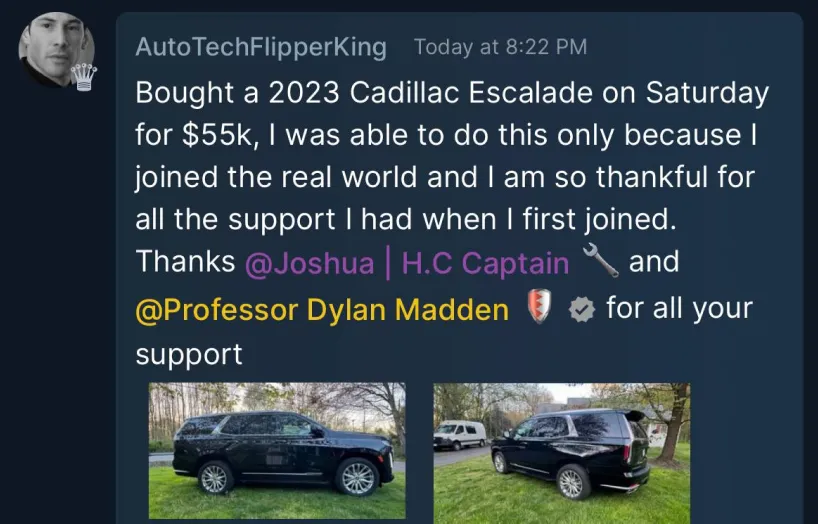 AutoTechFlipperKing Today at 8:22 PM
Bought a 2023 Cadillac Escalade on Saturday
for $55k, I was able to do this only because I
joined the real world and I am so thankful for
all the support I had when I first joined.
Thanks @Joshua | H.C Captain and
@Professor Dylan Madden for all your
support